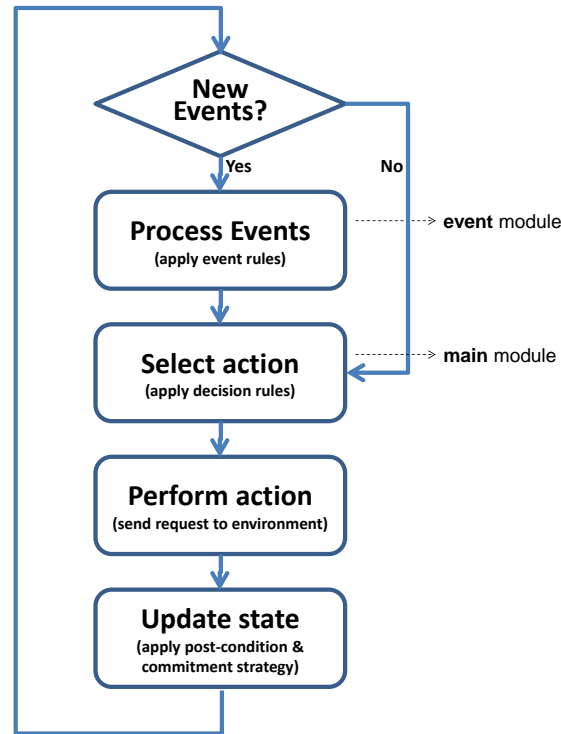 New
Events?
Yes
No
Process Events
(apply event rules)
event module
Select action
(apply decision rules)
main module
Perform action
(send request to environment)
Update state
(apply post-condition &
commitment strategy)